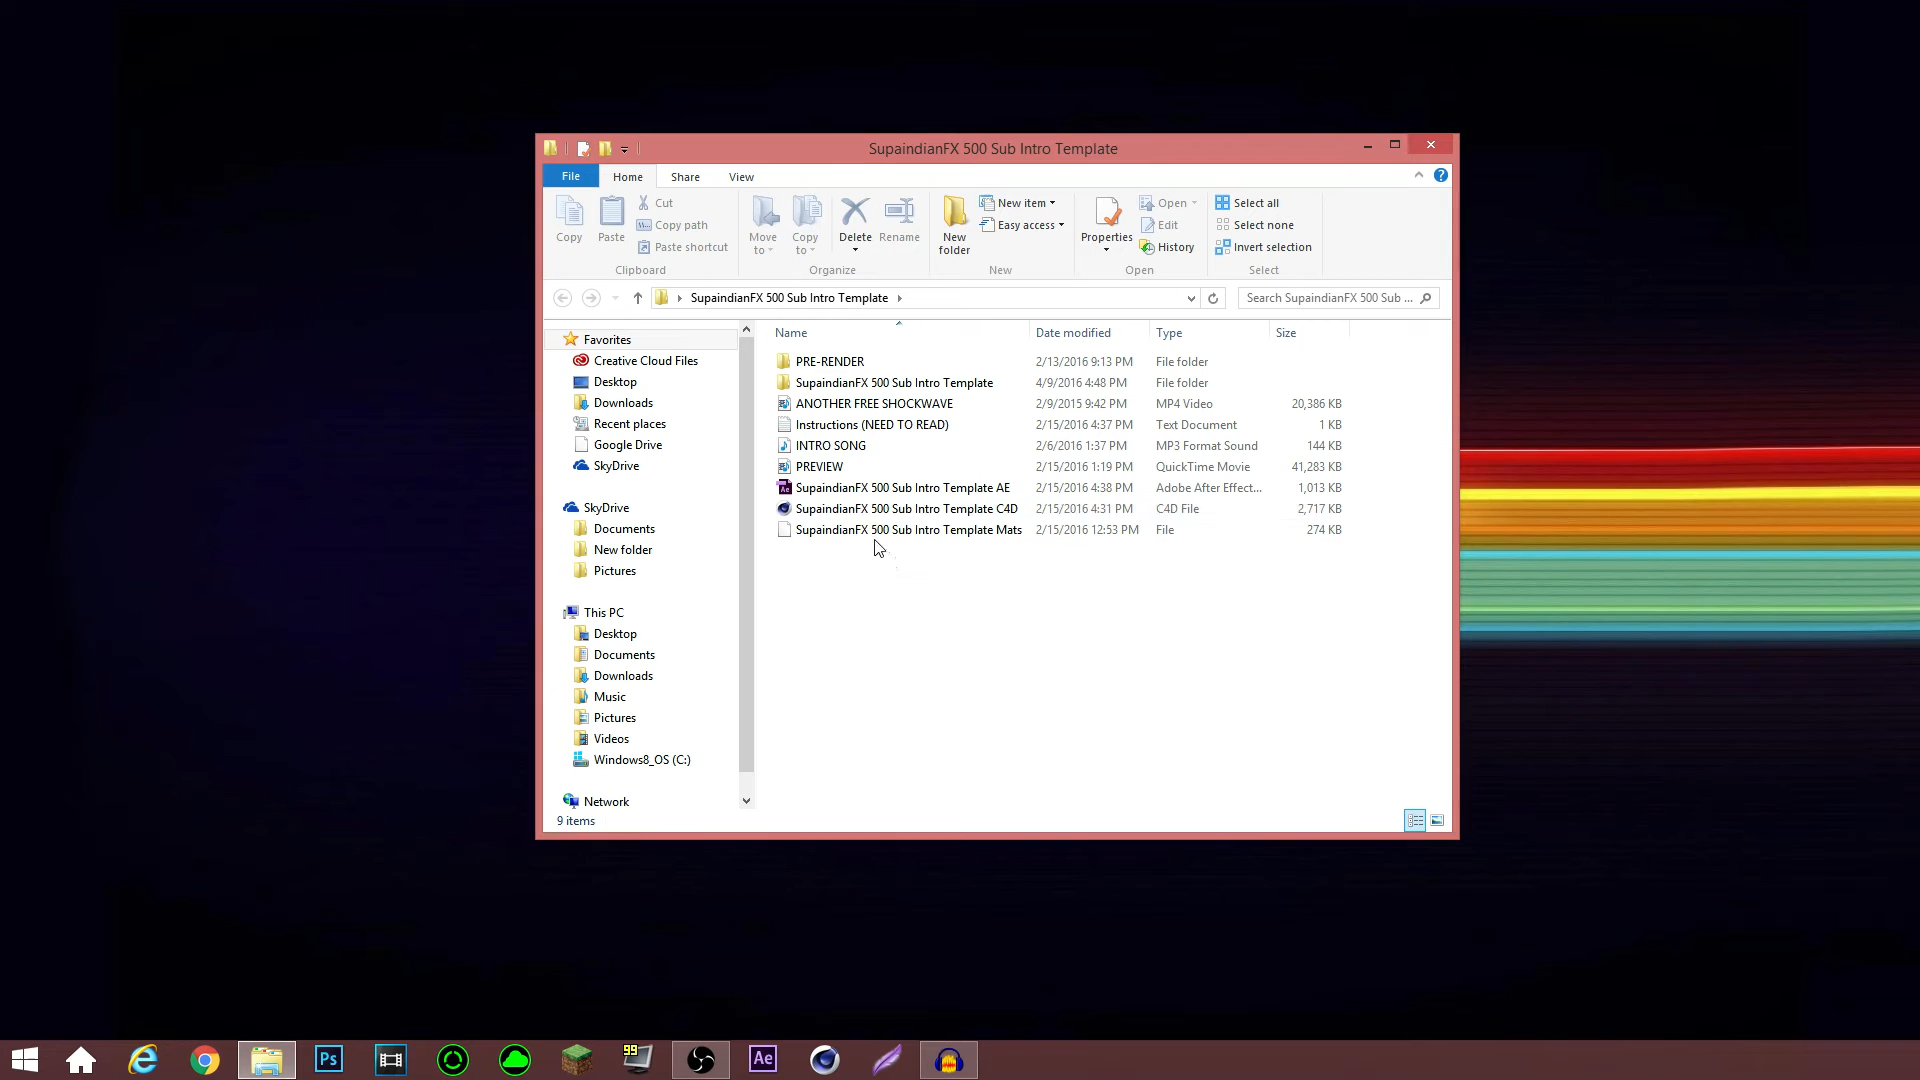 SupaindianFX 500 Sub Intro Template
File Home Share View
Copy
Paste
Cut
Copy path
Paste shortcut
Clipboard
Move to
Copy to
Delete
Rename
Organize
New folder
New item
Easy access
New
Properties
Open
Edit
History
Open
Select all
Select none
Invert selection
Select
SupaindianFX 500 Sub Intro Template
Search SupaindianFX 500 Sub ...
Favorites
Creative Cloud Files
Desktop
Downloads
Recent places
Google Drive
SkyDrive
SkyDrive
Documents
New folder
Pictures
This PC
Desktop
Documents
Downloads
Music
Pictures
Videos
Windows8_OS (C:)
Network
Name Date modified Type Size
PRE-RENDER 2/13/2016 9:13 PM File folder
SupaindianFX 500 Sub Intro Template 4/9/2016 4:48 PM File folder
ANOTHER FREE SHOCKWAVE 2/9/2015 9:42 PM MP4 Video 20,386 KB
Instructions (NEED TO READ) 2/15/2016 4:37 PM Text Document 1 KB
INTRO SONG 2/6/2016 1:37 PM MP3 Format Sound 144 KB
PREVIEW 2/15/2016 1:19 PM QuickTime Movie 41,283 KB
SupaindianFX 500 Sub Intro Template AE 2/15/2016 4:38 PM Adobe After Effect... 1,013 KB
SupaindianFX 500 Sub Intro Template C4D 2/15/2016 4:31 PM C4D File 2,717 KB
SupaindianFX 500 Sub Intro Template Mats 2/15/2016 12:53 PM File 274 KB
9 items
Ps
99
Ae